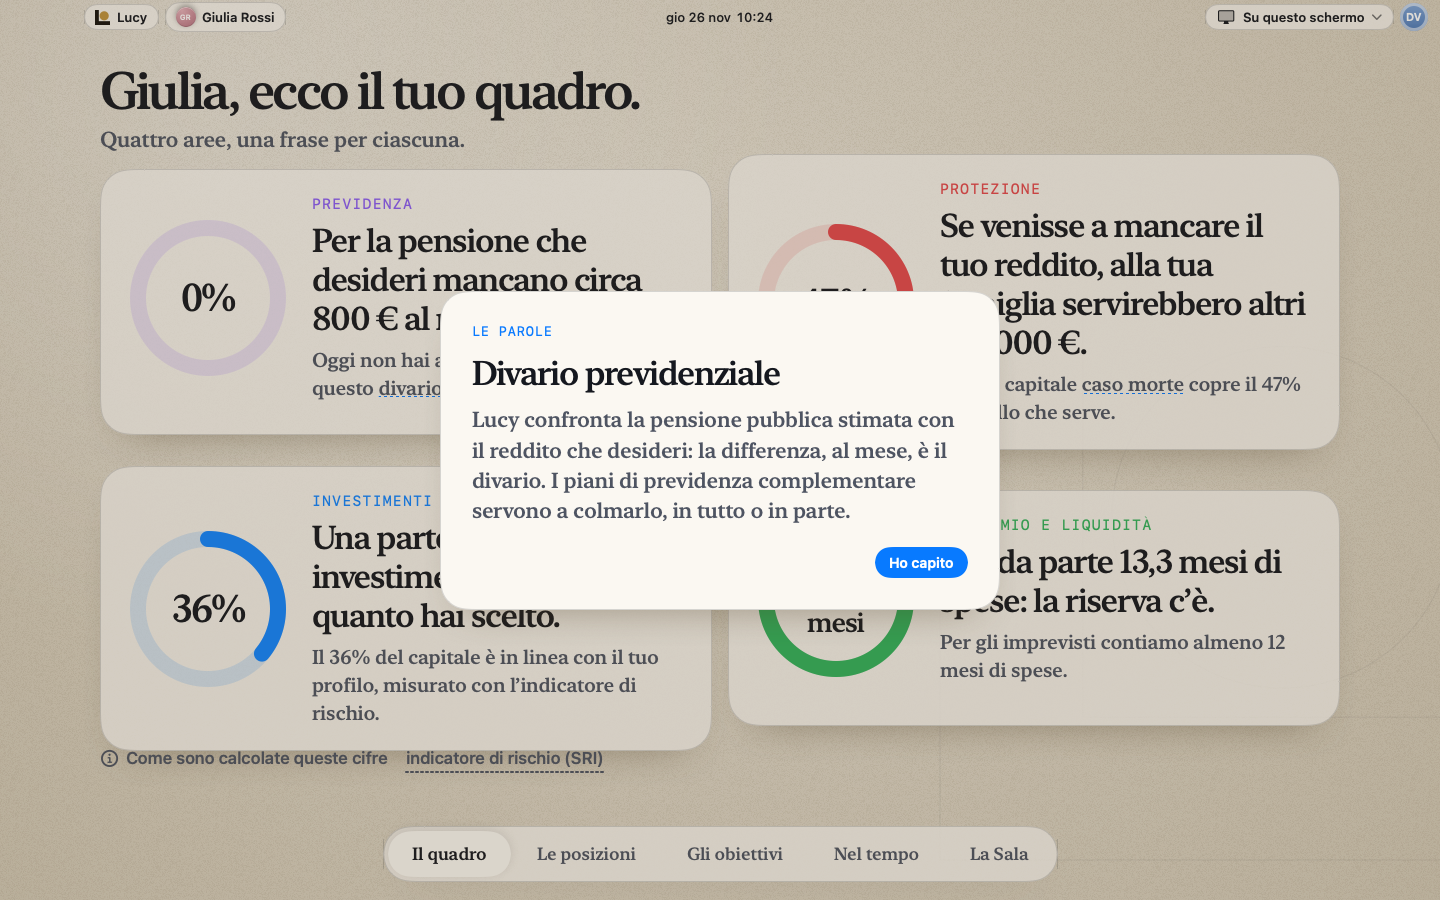 Lucy
GR Giulia Rossi
gio 26 nov 10:24
Su questo schermo
DV
Giulia, ecco il tuo quadro.
Quattro aree, una frase per ciascuna.
PREVIDENZA
0%
Per la pensione che
desideri mancano circa
800 € al
Oggi non hai
questo divario
PROTEZIONE
Se venisse a mancare il
tuo reddito, alla tua
servirebbero altri
000 €.
capitale caso morte copre il 47%
che serve.
LE PAROLE
Divario previdenziale
Lucy confronta la pensione pubblica stimata con
il reddito che desideri: la differenza, al mese, è il
divario. I piani di previdenza complementare
servono a colmarlo, in tutto o in parte.
Ho capito
INVESTIMENTI
36%
Una parte
quanto hai scelto.
Il 36% del capitale è in linea con il tuo
profilo, misurato con l’indicatore di
rischio.
E LIQUIDITÀ
mesi
da parte 13,3 mesi di
spese: la riserva c’è.
Per gli imprevisti contiamo almeno 12
mesi di spese.
Come sono calcolate queste cifre
indicatore di rischio (SRI)
Il quadro
Le posizioni
Gli obiettivi
Nel tempo
La Sala